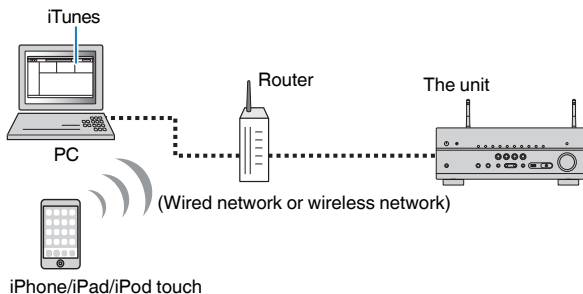 iTunes
Router
The unit
PC
(Wired network or wireless network)
iPhone/iPad/iPod touch